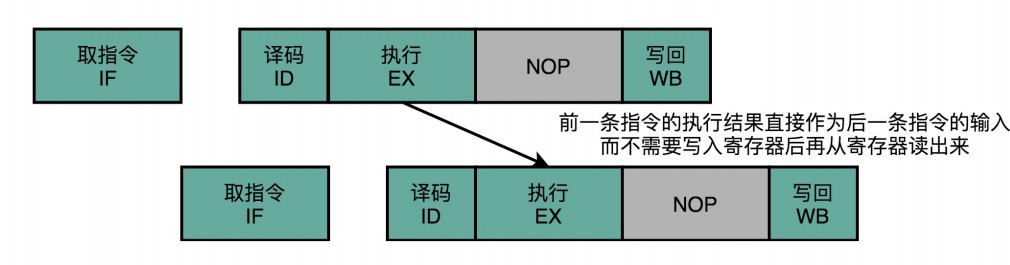 取指令
IF
译码
ID
执行
EX
NOP
写回
WB
前一条指令的执行结果直接作为后一条指令的输入
而不需要写入寄存器后再从寄存器读出来
取指令
IF
译码
ID
执行
EX
NOP
写回
WB